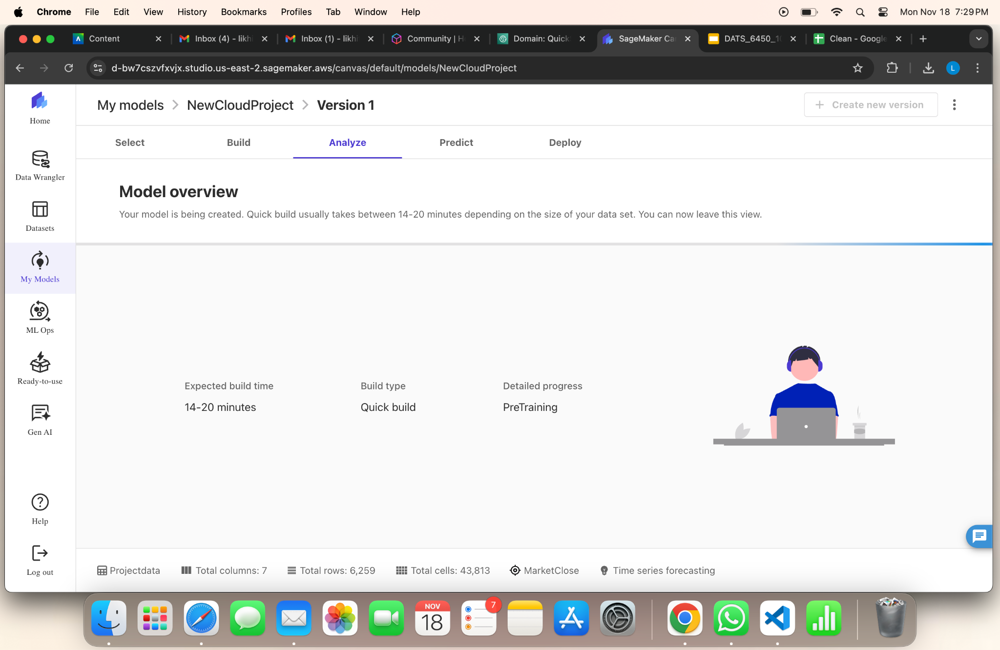 Chrome File Edit View History Bookmarks Profiles Tab Window Help Mon Nov 18 7:29 PM
Content Inbox (4) - likhi Inbox (1) - likhi Community | H Domain: Quick SageMaker Ca DATS_6450_10 Clean - Google
d-bw7cszvfxvjx.studio.us-east-2.sagemaker.aws/canvas/default/models/NewCloudProject L
Home
Data Wrangler
Datasets
My Models
ML Ops
Ready-to-use
Gen AI
Help
Log out
My models > NewCloudProject > Version 1
+ Create new version
Select Build Analyze Predict Deploy
Model overview
Your model is being created. Quick build usually takes between 14-20 minutes depending on the size of your data set. You can now leave this view.
Expected build time Build type Detailed progress
14-20 minutes Quick build PreTraining
Projectdata Total columns: 7 Total rows: 6,259 Total cells: 43,813 MarketClose Time series forecasting
NOV
18
7